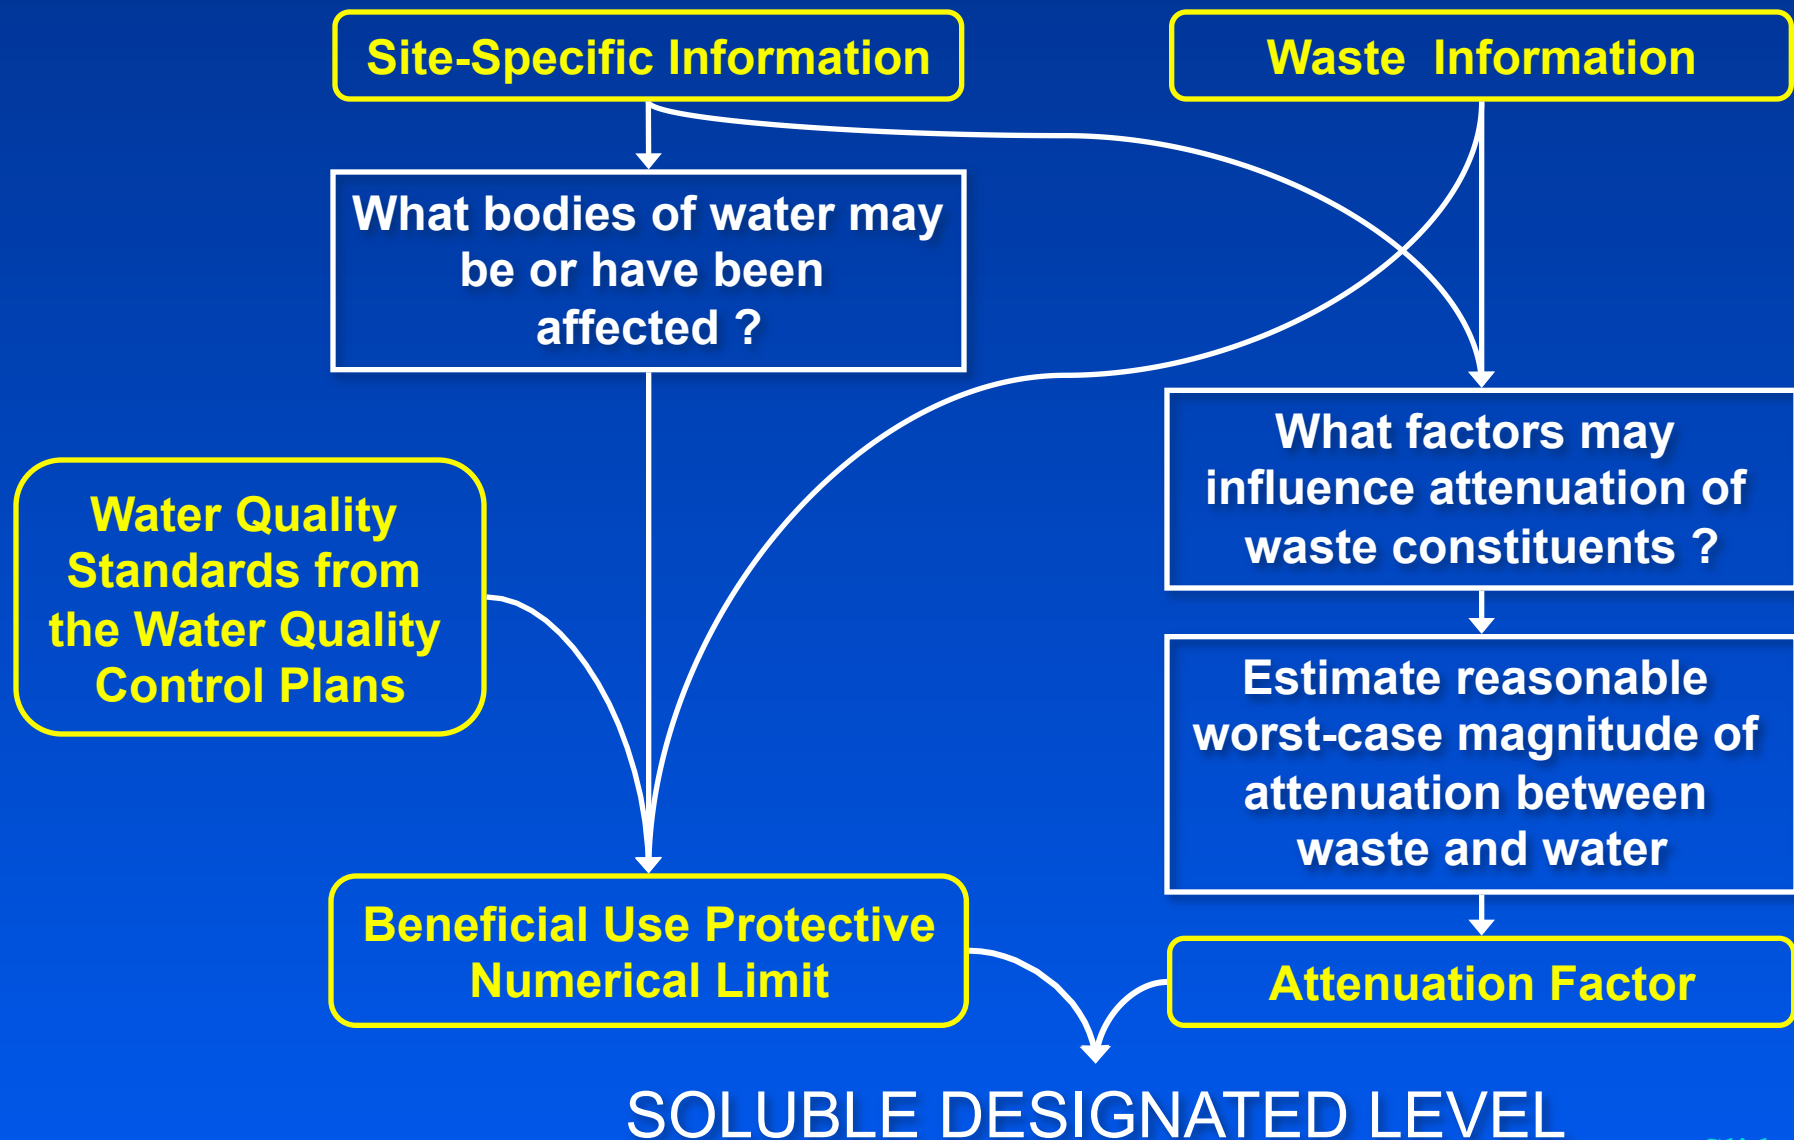 Site-Specific Information
Waste Information
What bodies of water may
be or have been
affected ?
What factors may
influence attenuation of
waste constituents ?
Water Quality
Standards from
the Water Quality
Control Plans
Estimate reasonable
worst-case magnitude of
attenuation between
waste and water
Beneficial Use Protective
Numerical Limit
Attenuation Factor
SOLUBLE DESIGNATED LEVEL